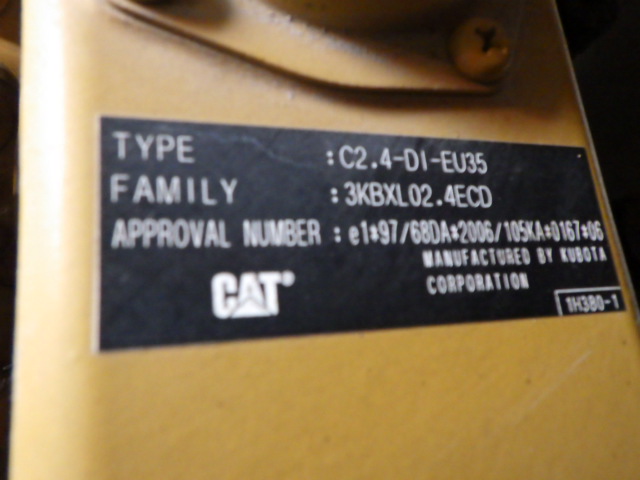 TYPE :C2.4-DI-EU35
FAMILY :3KBXL02.4ECD
APPROVAL NUMBER :e1*97/68DA*2006/105KA*0167*06
MANUFACTURED BY KUBOTA
CORPORATION
CAT®
1H380-1